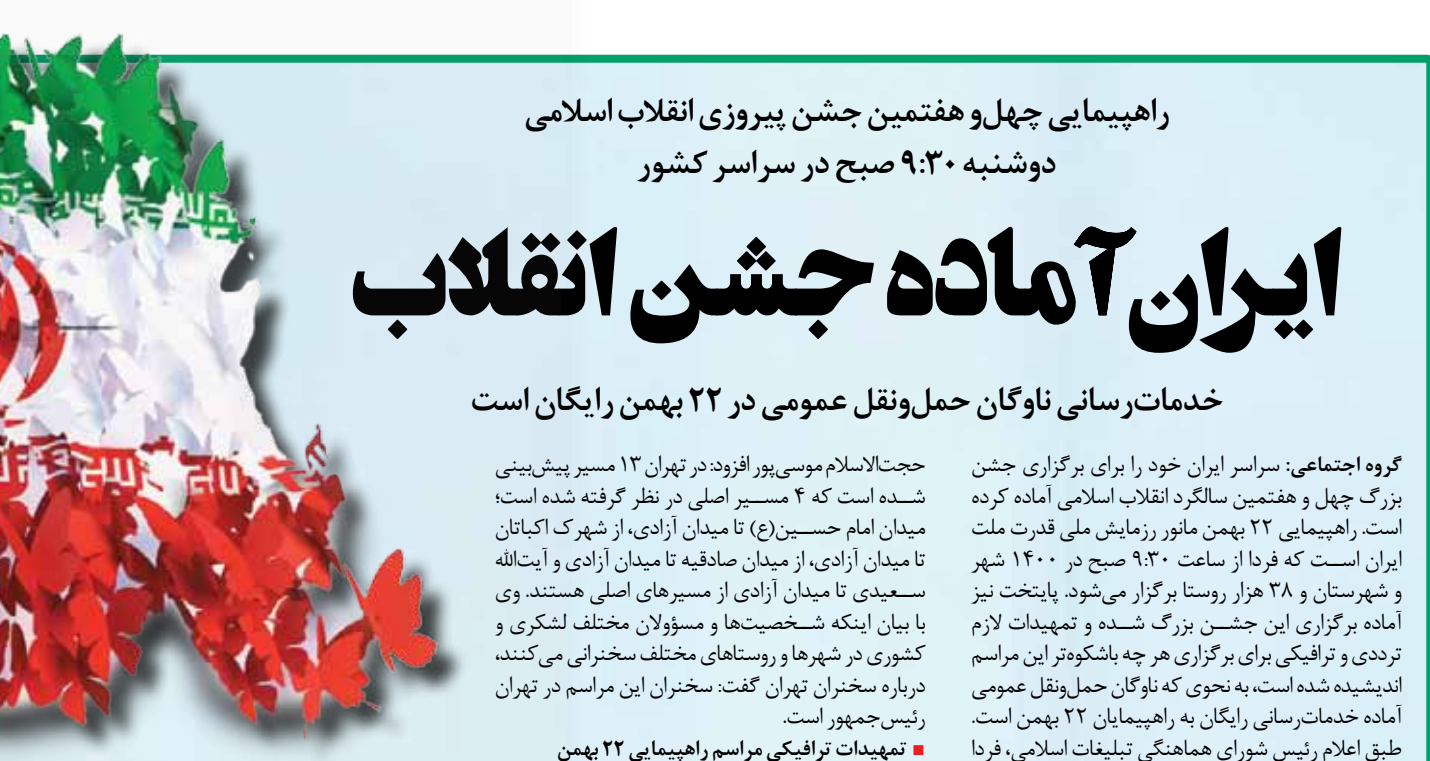 راهپیمایی چهل‌و هفتمین جشن پیروزی انقلاب اسلامی
دوشنبه ۹:۳۰ صبح در سراسر کشور
ایران آماده جشن انقلاب
خدمات‌رسانی ناوگان حمل‌ونقل عمومی در ۲۲ بهمن رایگان است
گروه اجتماعی: سراسر ایران خود را برای برگزاری جشن
بزرگ چهل و هفتمین سالگرد انقلاب اسلامی آماده کرده
است. راهپیمایی ۲۲ بهمن مانور رزمایش ملی قدرت ملت
ایران است که فردا از ساعت ۹:۳۰ صبح در ۱۴۰۰ شهر
و شهرستان و ۳۸ هزار روستا برگزار می‌شود. پایتخت نیز
آماده برگزاری این جشن بزرگ شده و تمهیدات لازم
ترددی و ترافیکی برای برگزاری هر چه باشکوه‌تر این مراسم
اندیشیده شده است، به نحوی که ناوگان حمل‌ونقل عمومی
آماده خدمات‌رسانی رایگان به راهپیمایان ۲۲ بهمن است.
طبق اعلام رئیس شورای هماهنگی تبلیغات اسلامی، فردا
حجت‌الاسلام موسی‌پور افزود: در تهران ۱۳ مسیر پیش‌بینی
شده است که ۴ مسیر اصلی در نظر گرفته شده است؛
میدان امام حسین(ع) تا میدان آزادی، از شهرک اکباتان
تا میدان آزادی، از میدان صادقیه تا میدان آزادی و آیت‌الله
سعیدی تا میدان آزادی از مسیرهای اصلی هستند. وی
با بیان اینکه شخصیت‌ها و مسؤولان مختلف لشکری و
کشوری در شهرها و روستاهای مختلف سخنرانی می‌کنند،
درباره سخنران تهران گفت: سخنران این مراسم در تهران
رئیس‌جمهور است.
■ تمهیدات ترافیکی مراسم راهپیمایی ۲۲ بهمن